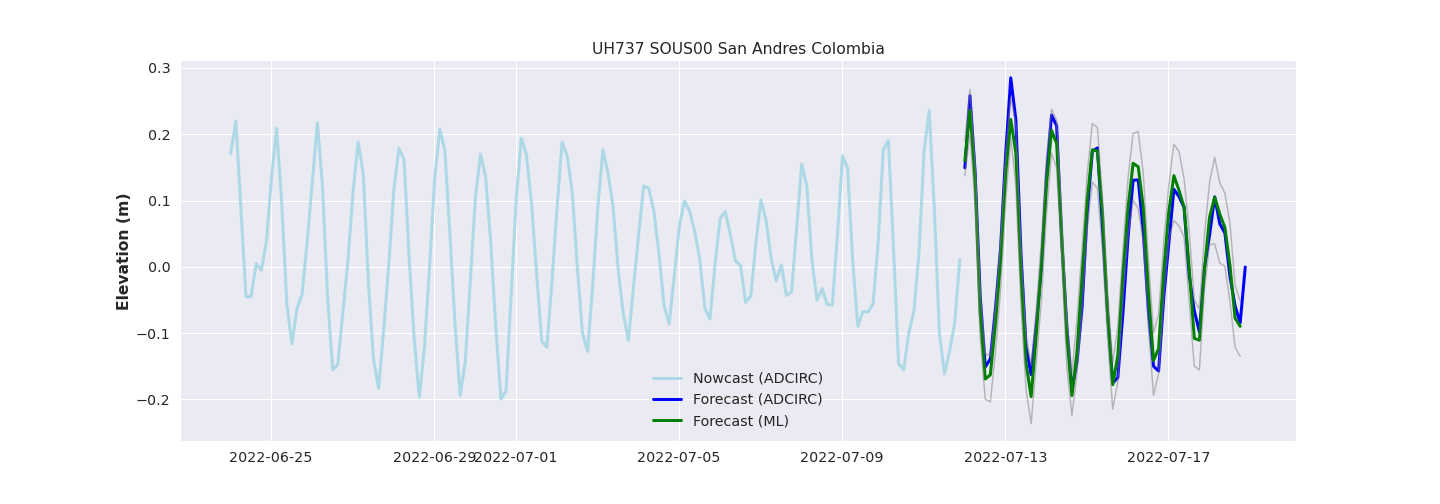 UH737 SOUS00 San Andres Colombia
0.3
0.2
0.1
0.0
−0.1
−0.2
Elevation (m)
Nowcast (ADCIRC)
Forecast (ADCIRC)
Forecast (ML)
2022-06-25 2022-06-29 2022-07-01 2022-07-05 2022-07-09 2022-07-13 2022-07-17